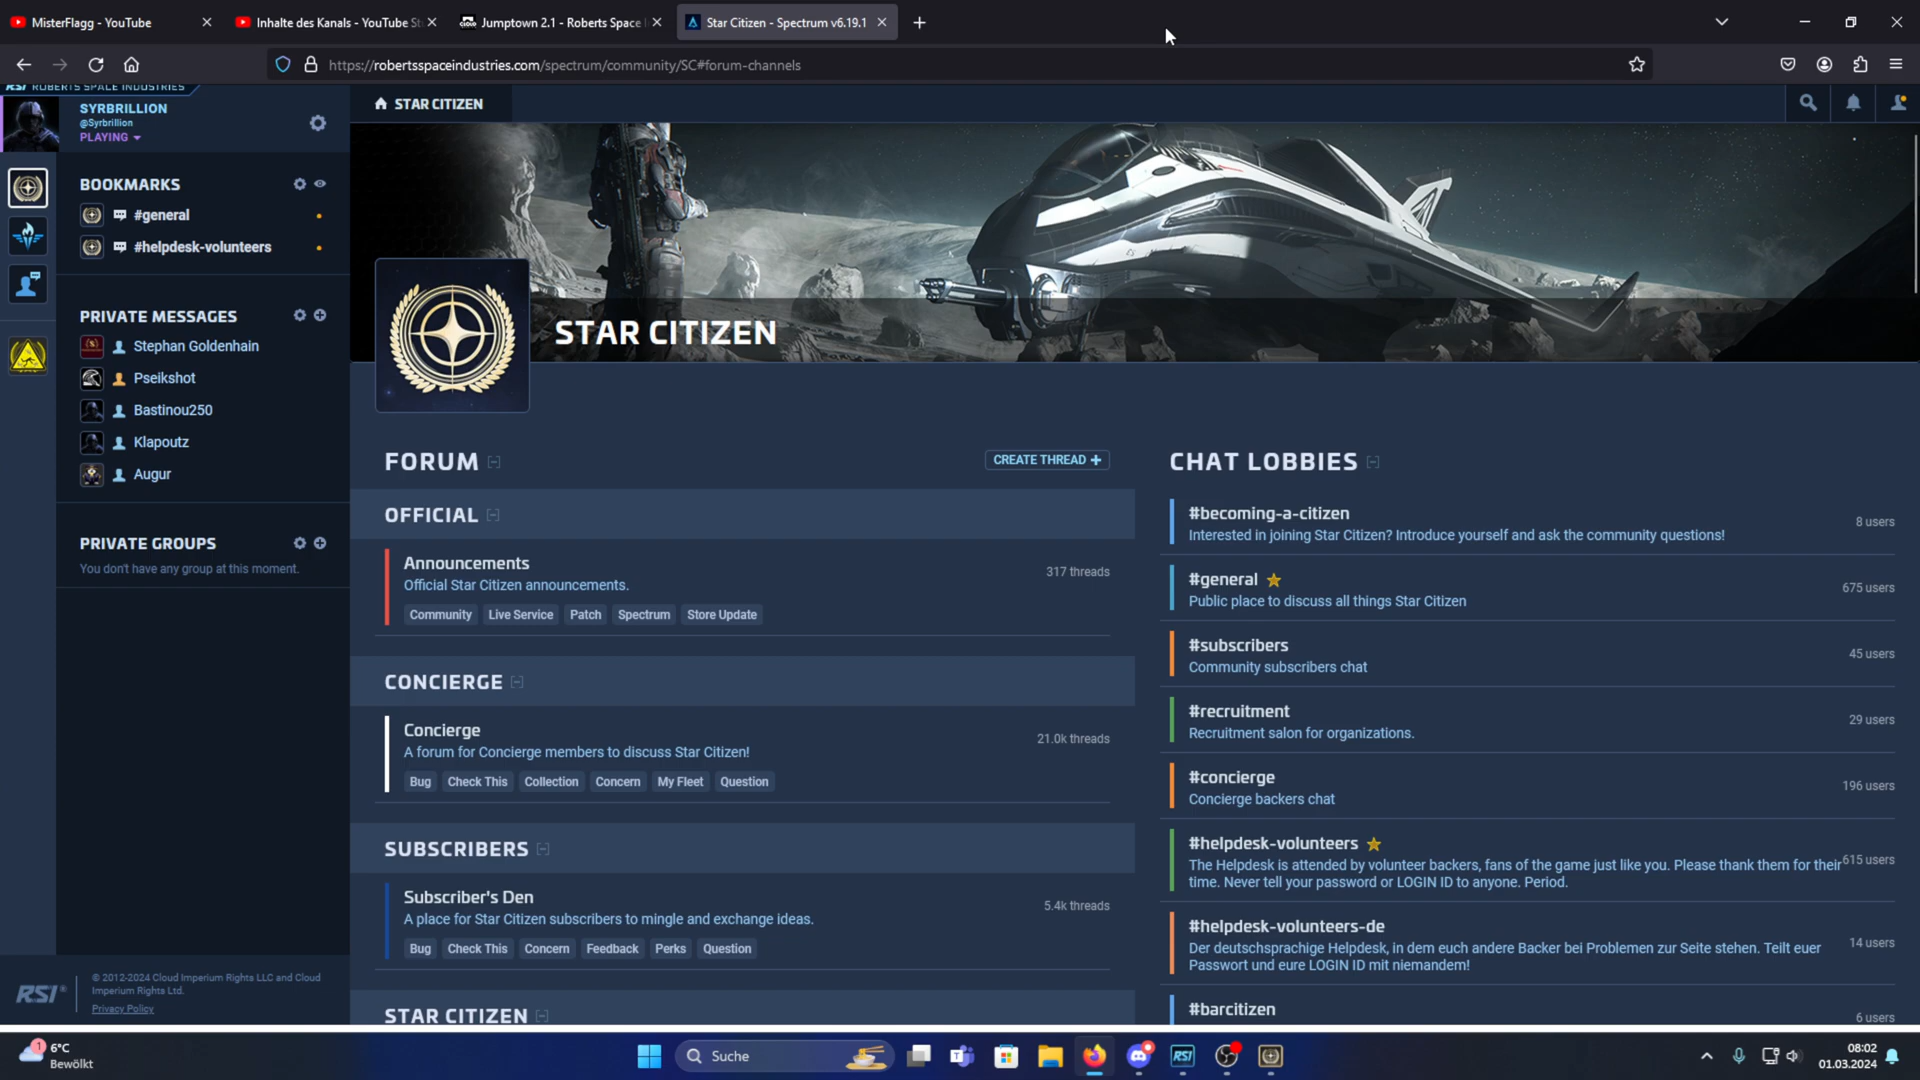 MisterFlagg - YouTube
Inhalte des Kanals - YouTube St
Jumptown 2.1 - Roberts Space I
Star Citizen - Spectrum v6.19.1
https://robertsspaceindustries.com/spectrum/community/SC#forum-channels
RSI ROBERTS SPACE INDUSTRIES
SYRBRILLION
@Syrbrillion
PLAYING
STAR CITIZEN
BOOKMARKS
#general
#helpdesk-volunteers
PRIVATE MESSAGES
Stephan Goldenhain
Pseikshot
Bastinou250
Klapoutz
Augur
PRIVATE GROUPS
You don't have any group at this moment.
RSI
© 2012-2024 Cloud Imperium Rights LLC and Cloud
Imperium Rights Ltd.
Privacy Policy
STAR CITIZEN
FORUM
CREATE THREAD +
OFFICIAL
Announcements
Official Star Citizen announcements.
317 threads
Community Live Service Patch Spectrum Store Update
CONCIERGE
Concierge
A forum for Concierge members to discuss Star Citizen!
21.0k threads
Bug Check This Collection Concern My Fleet Question
SUBSCRIBERS
Subscriber's Den
A place for Star Citizen subscribers to mingle and exchange ideas.
5.4k threads
Bug Check This Concern Feedback Perks Question
STAR CITIZEN
CHAT LOBBIES
#becoming-a-citizen
Interested in joining Star Citizen? Introduce yourself and ask the community questions!
8 users
#general
Public place to discuss all things Star Citizen
675 users
#subscribers
Community subscribers chat
45 users
#recruitment
Recruitment salon for organizations.
29 users
#concierge
Concierge backers chat
196 users
#helpdesk-volunteers
The Helpdesk is attended by volunteer backers, fans of the game just like you. Please thank them for their
time. Never tell your password or LOGIN ID to anyone. Period.
615 users
#helpdesk-volunteers-de
Der deutschsprachige Helpdesk, in dem euch andere Backer bei Problemen zur Seite stehen. Teilt euer
Passwort und eure LOGIN ID mit niemandem!
14 users
#barcitizen
6 users
1
6°C
Bewölkt
Suche
RSI
08:02
01.03.2024